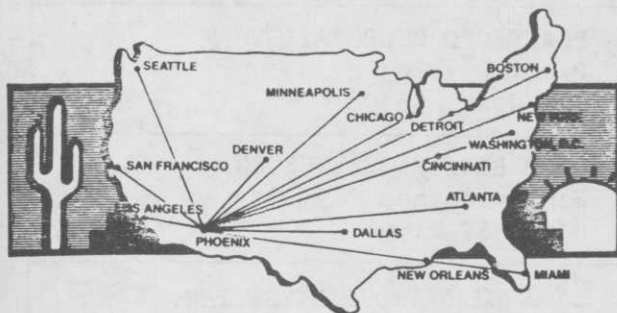 SEATTLE
BOSTON
MINNEAPOLIS
CHICAGO
DETROIT
NEW YORK
WASHINGTON, D.C.
DENVER
SAN FRANCISCO
CINCINNATI
LOS ANGELES
ATLANTA
PHOENIX
DALLAS
NEW ORLEANS
MIAMI